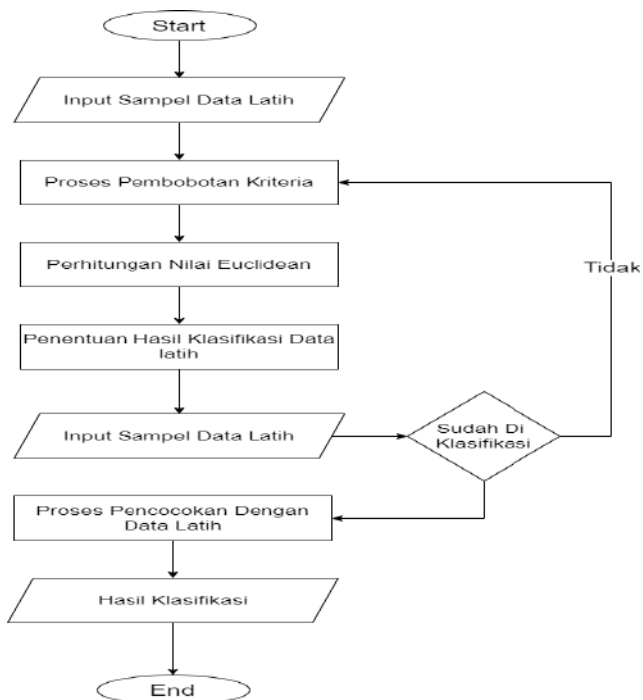 Start
Input Sampel Data Latih
Proses Pembobotan Kriteria
Perhitungan Nilai Euclidean
Tidak
Penentuan Hasil Klasifikasi Data
latih
Input Sampel Data Latih
Sudah Di
Klasifikasi
Proses Pencocokan Dengan
Data Latih
Hasil Klasifikasi
End